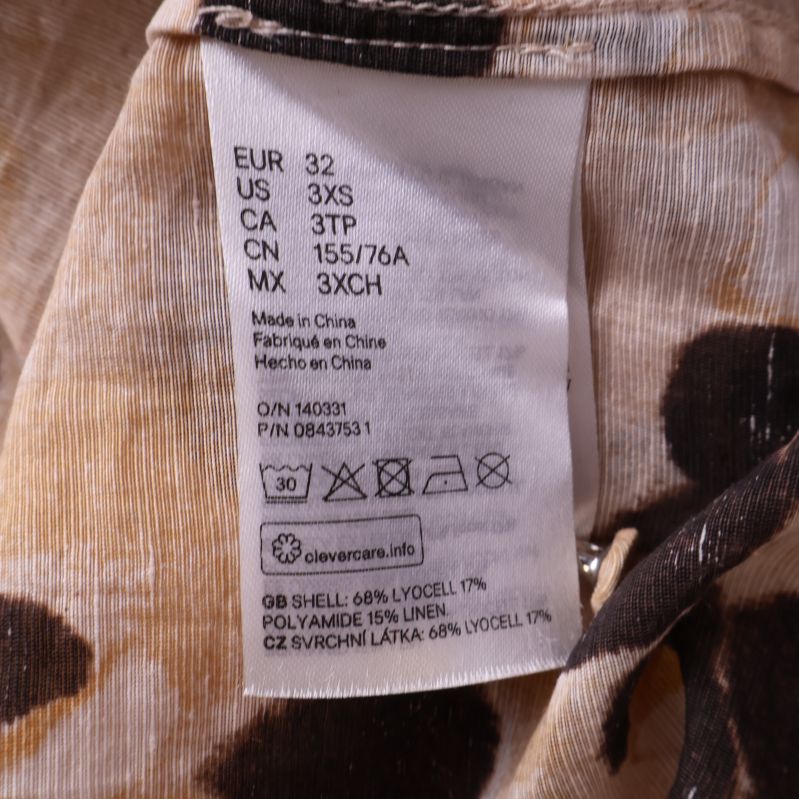 EUR 32
US 3XS
CA 3TP
CN 155/76A
MX 3XCH
Made in China
Fabriqué en Chine
Hecho en China
O/N 140331
P/N 0843753 1
30
clevercare.info
GB SHELL: 68% LYOCELL 17%
POLYAMIDE 15% LINEN.
CZ SVRCHNÍ LÁTKA: 68% LYOCELL 17%